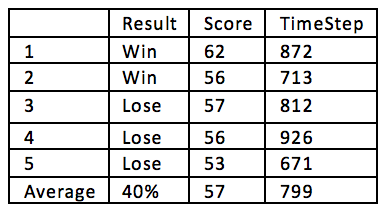 Result Score TimeStep
1 Win 62 872
2 Win 56 713
3 Lose 57 812
4 Lose 56 926
5 Lose 53 671
Average 40% 57 799